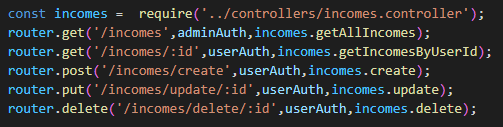 const incomes =  require('../controllers/incomes.controller');
router.get('/incomes',adminAuth,incomes.getAllIncomes);
router.get('/incomes/:id',userAuth,incomes.getIncomesByUserId);
router.post('/incomes/create',userAuth,incomes.create);
router.put('/incomes/update/:id',userAuth,incomes.update);
router.delete('/incomes/delete/:id',userAuth,incomes.delete);